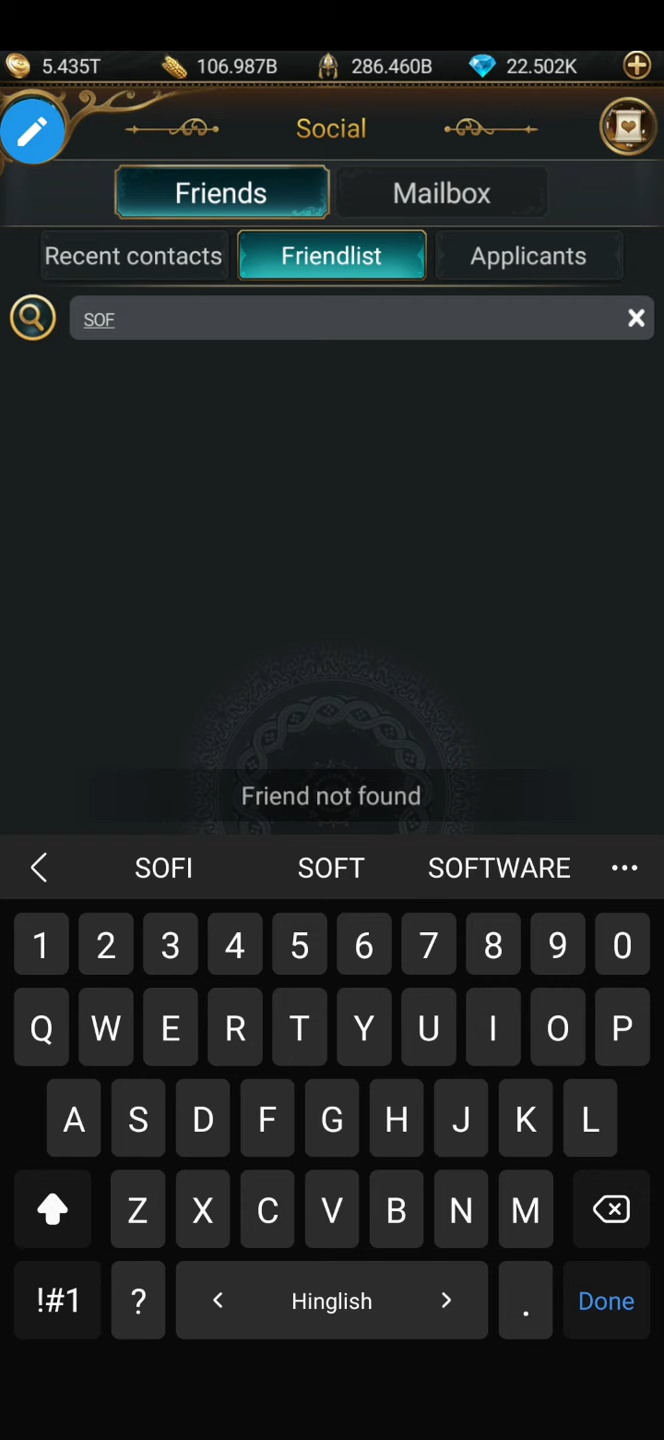 5.435T 106.987B 286.460B 22.502K
Social
Friends Mailbox
Recent contacts Friendlist Applicants
SOF
Friend not found
SOFI SOFT SOFTWARE
1 2 3 4 5 6 7 8 9 0
Q W E R T Y U I O P
A S D F G H J K L
Z X C V B N M
!#1 ? < Hinglish > . Done